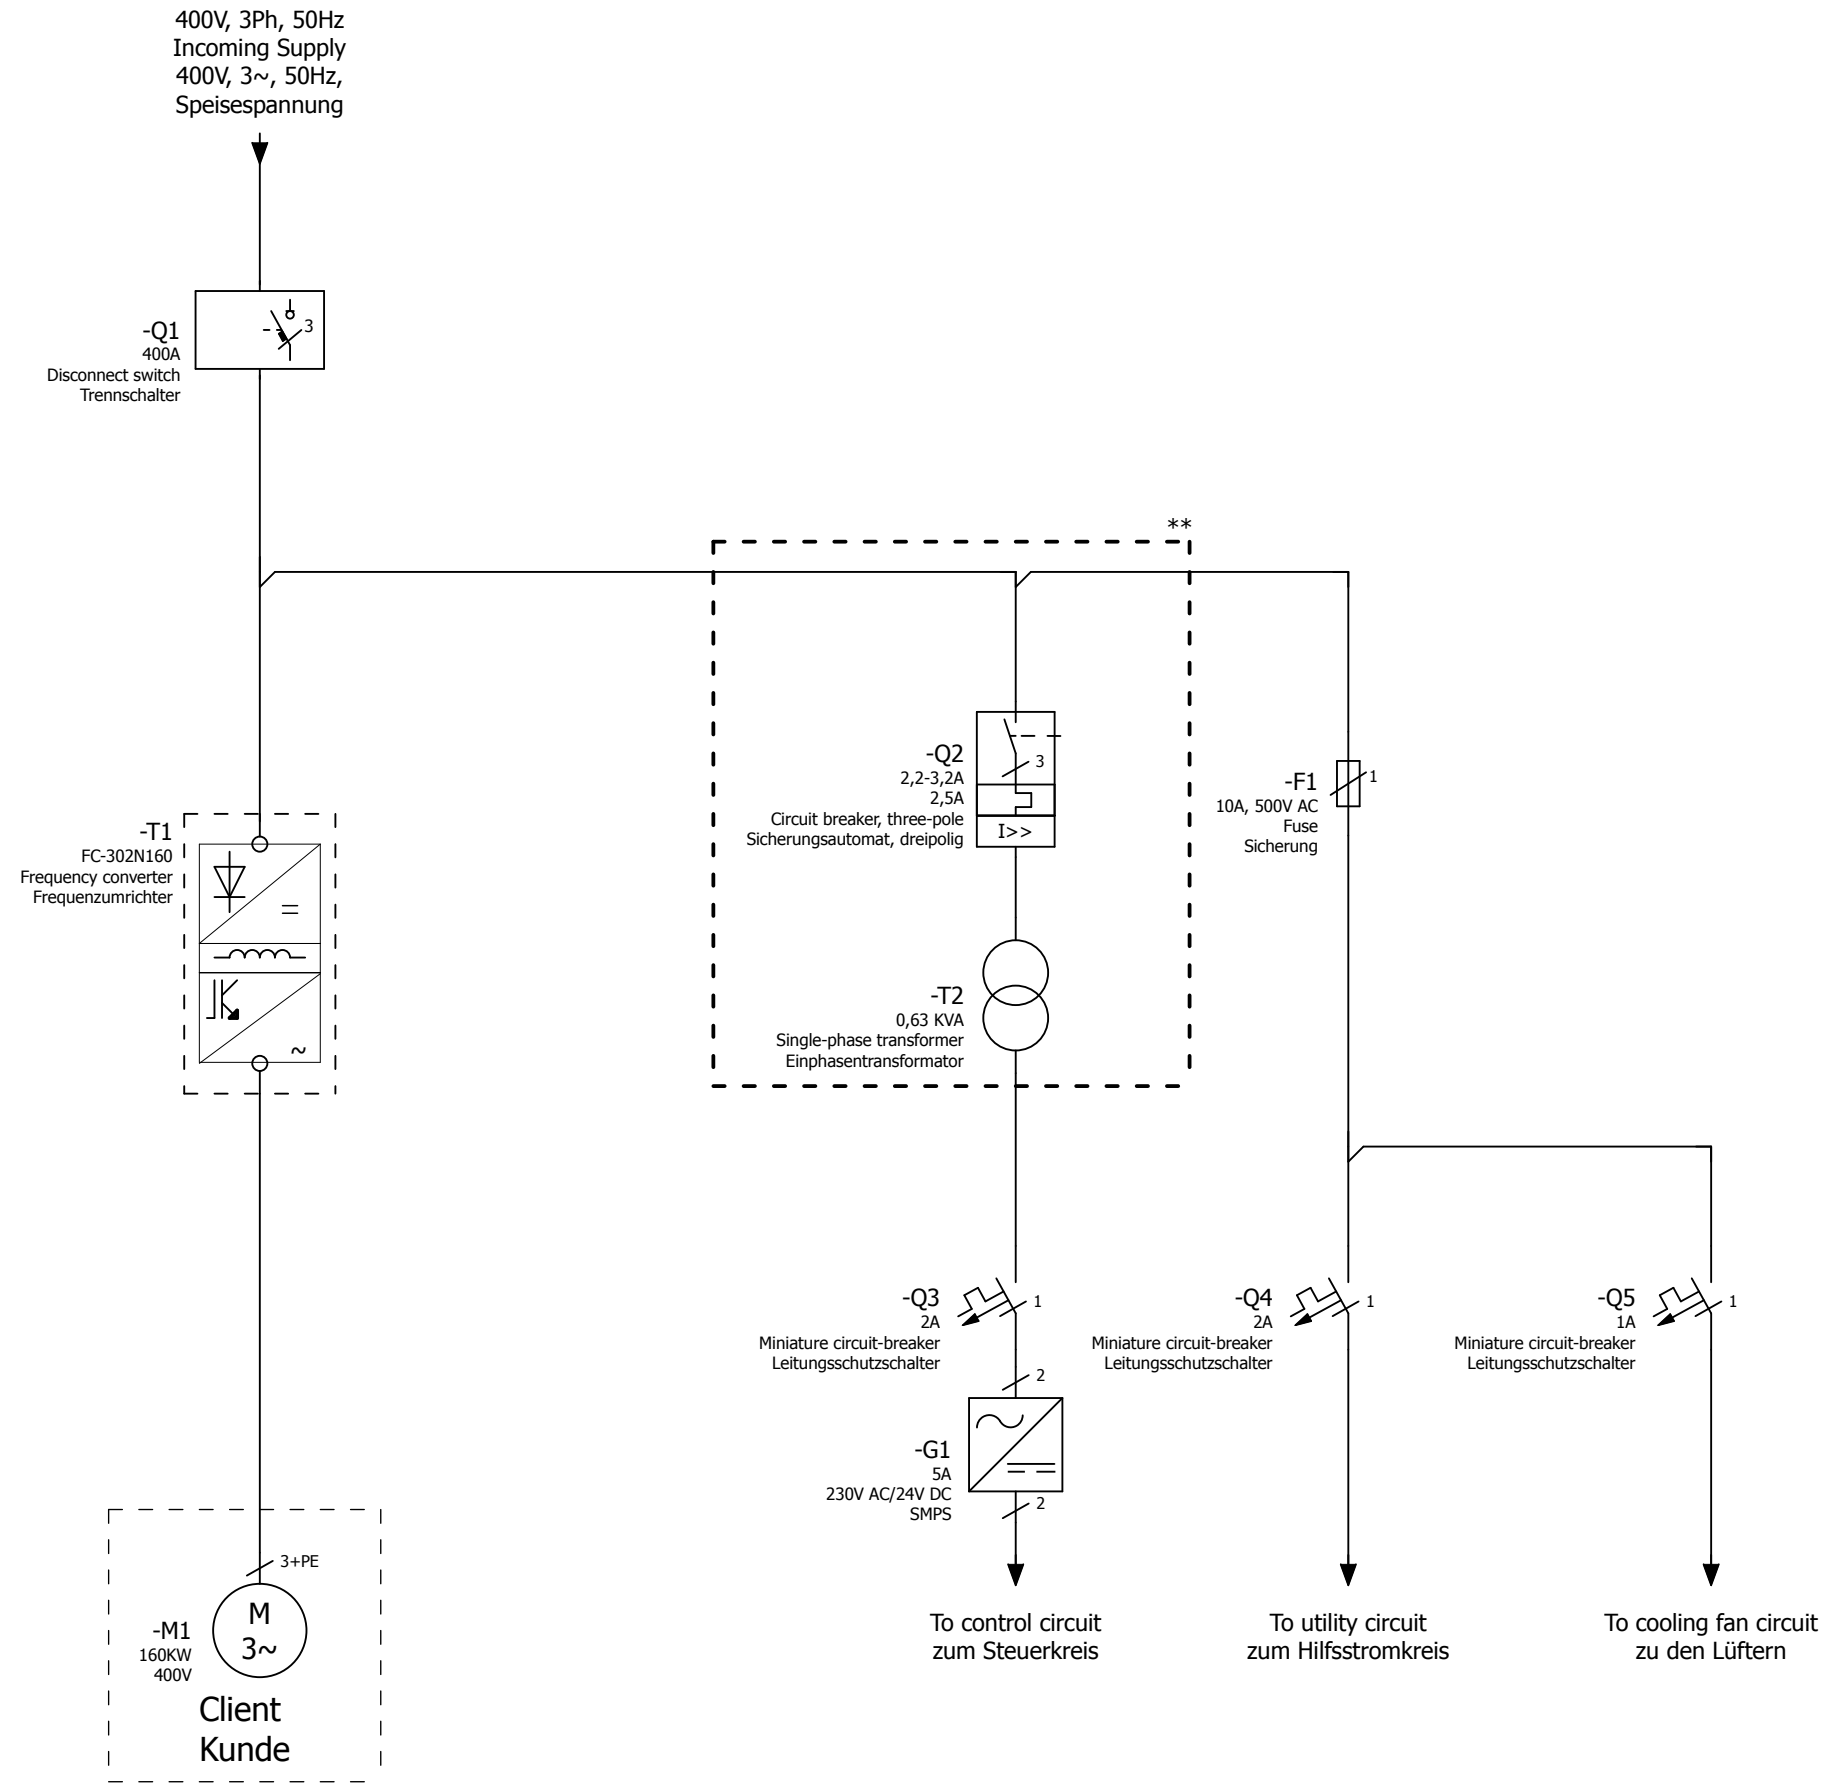 400V, 3Ph, 50Hz
Incoming Supply
400V, 3~, 50Hz,
Speisespannung
-Q1
400A
Disconnect switch
Trennschalter
3
**
-Q2
2,2-3,2A
2,5A
Circuit breaker, three-pole
Sicherungsautomat, dreipolig
3
I>>
-F1
10A, 500V AC
Fuse
Sicherung
1
-T1
FC-302N160
Frequency converter
Frequenzumrichter
=
~
-T2
0,63 KVA
Single-phase transformer
Einphasentransformator
-Q3
2A
Miniature circuit-breaker
Leitungsschutzschalter
1
-Q4
2A
Miniature circuit-breaker
Leitungsschutzschalter
1
-Q5
1A
Miniature circuit-breaker
Leitungsschutzschalter
1
2
-G1
5A
230V AC/24V DC
SMPS
2
3+PE
M
3~
-M1
160KW
400V
Client
Kunde
To control circuit
zum Steuerkreis
To utility circuit
zum Hilfsstromkreis
To cooling fan circuit
zu den Lüftern